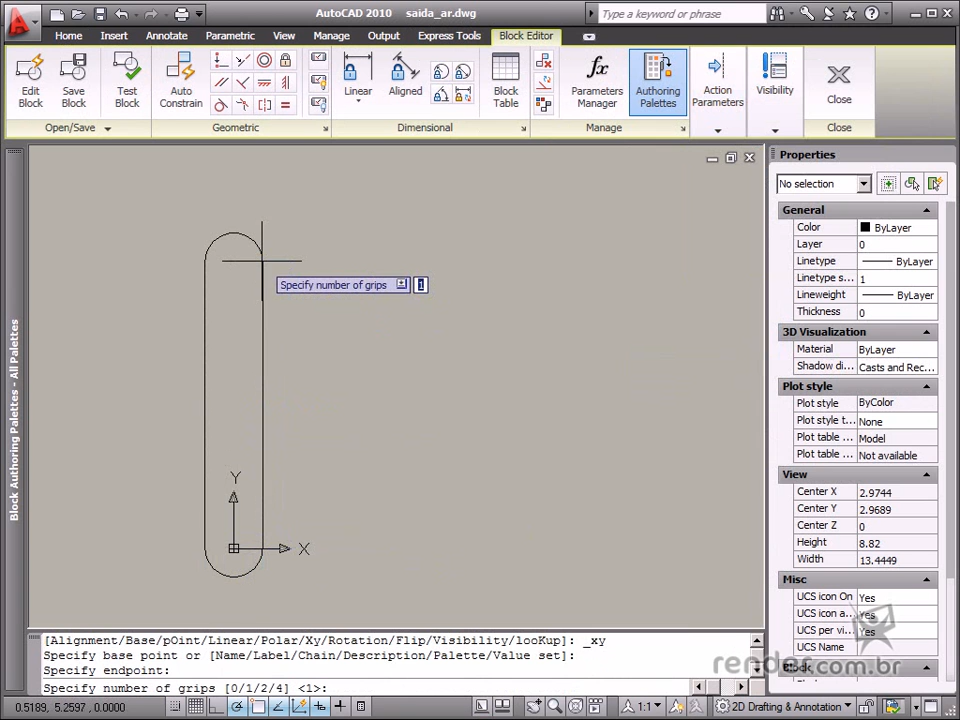 AutoCAD 2010 saida_ar.dwg
Type a keyword or phrase
Home Insert Annotate Parametric View Manage Output Express Tools Block Editor
Edit Block
Save Block
Test Block
Auto Constrain
Linear
Aligned
Block Table
Parameters Manager
Authoring Palettes
Action Parameters
Visibility
Close
Open/Save Geometric Dimensional Manage Close
Block Authoring Palettes - All Palettes
Specify number of grips 1
Y
X
Properties
No selection
General
Color ByLayer
Layer 0
Linetype ByLayer
Linetype s... 1
Lineweight ByLayer
Thickness 0
3D Visualization
Material ByLayer
Shadow di... Casts and Rec...
Plot style
Plot style ByColor
Plot style t... None
Plot table ... Model
Plot table ... Not available
View
Center X 2.9744
Center Y 2.9689
Center Z 0
Height 8.82
Width 13.4449
Misc
UCS icon On Yes
UCS icon a... Yes
UCS per vi... Yes
UCS Name
Block
render.com.br
[Alignment/Base/pOint/Linear/Polar/Xy/Rotation/Flip/Visibility/looKup]: _xy
Specify base point or [Name/Label/Chain/Description/Palette/Value set]:
Specify endpoint:
Specify number of grips [0/1/2/4] <1>:
0.5189, 5.2597, 0.0000
1:1
2D Drafting & Annotation